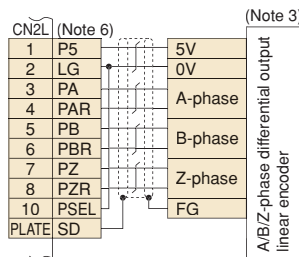 (Note 3)
CN2L (Note 6)
1 P5 5V
2 LG 0V
3 PA
A-phase
4 PAR
5 PB
B-phase
6 PBR
7 PZ
Z-phase
8 PZR
10 PSEL FG
PLATE SD
A/B/Z-phase differential output
linear encoder